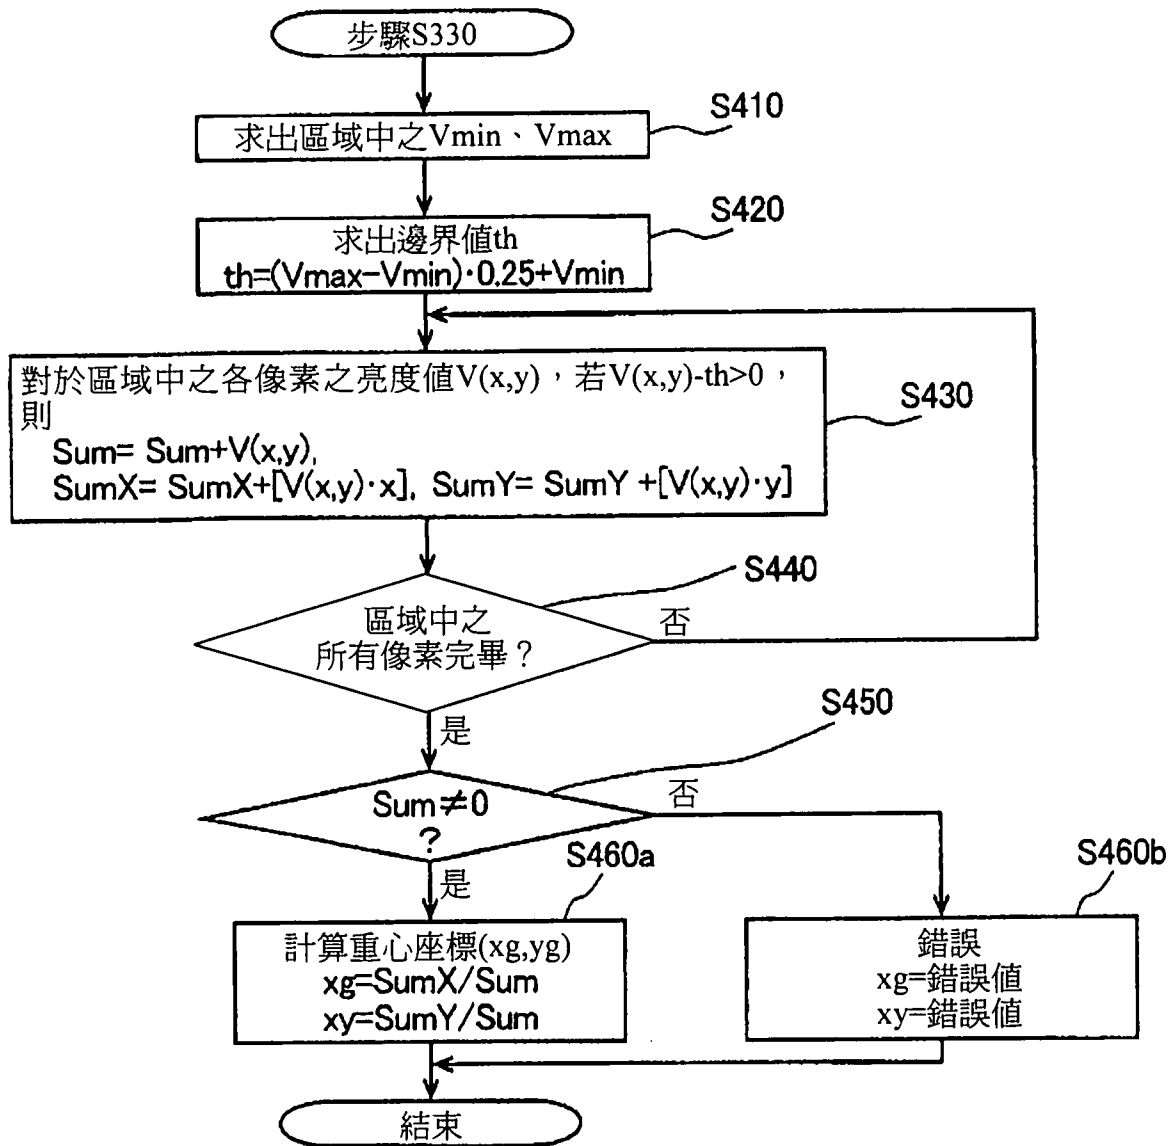 步驟S330
S410
求出區域中之Vmin、Vmax
S420
求出邊界值th
th=(Vmax-Vmin)·0.25+Vmin
對於區域中之各像素之亮度值V(x,y)，若V(x,y)-th>0，
則
S430
Sum= Sum+V(x,y),
SumX= SumX+[V(x,y)·x], SumY= SumY +[V(x,y)·y]
S440
區域中之
所有像素完畢？
否
是
S450
Sum≠0
?
否
是
S460a
計算重心座標(xg,yg)
xg=SumX/Sum
xy=SumY/Sum
S460b
錯誤
xg=錯誤值
xy=錯誤值
結束